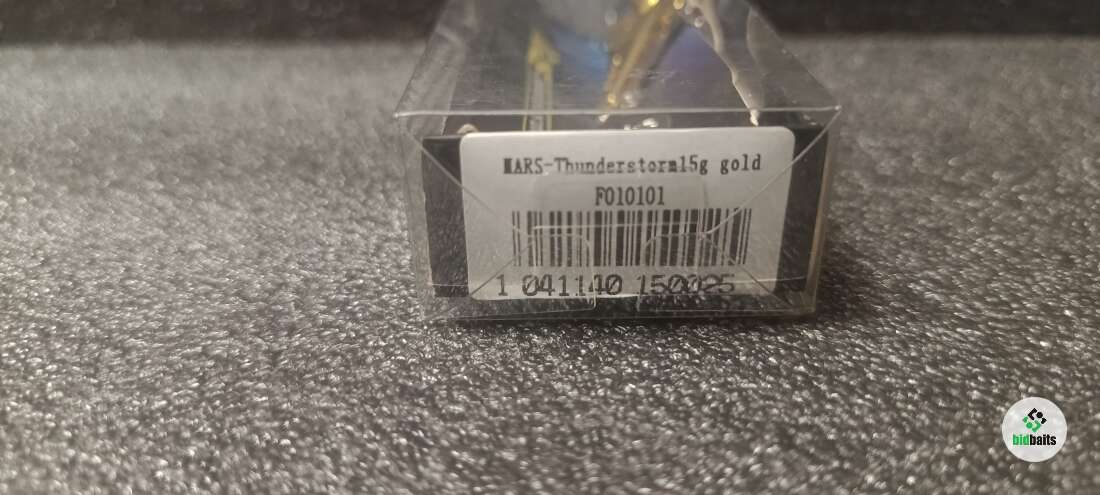 MARS-Thunderstorm15g gold
F010101
1 041140 150025
bidbaits